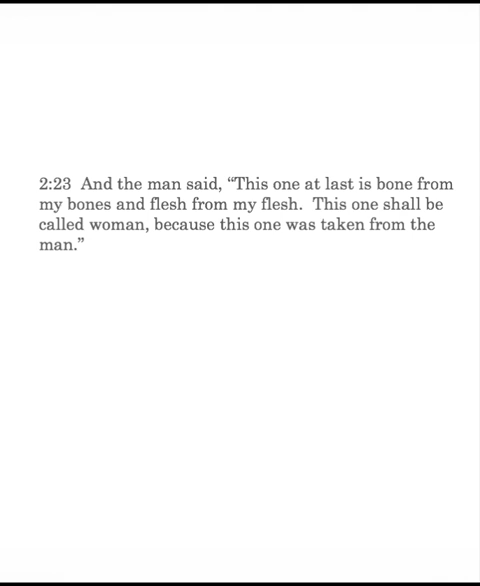 2:23  And the man said, “This one at last is bone from
my bones and flesh from my flesh.  This one shall be
called woman, because this one was taken from the
man.”